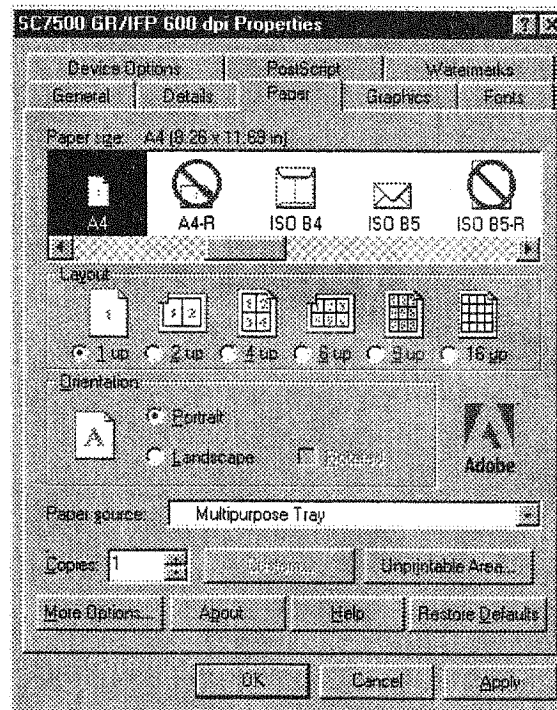 SC7500 GR/IFP 600 dpi Properties
Device Options PostScript Watermarks
General Details Paper Graphics Fonts
Paper size: A4 (8.26 x 11.69 in)
A4 A4-R ISO B4 ISO B5 ISO B5-R
Layout
1 up 2 up 4 up 6 up 9 up 16 up
Orientation
Portrait
Landscape
Adobe
Paper source: Multipurpose Tray
Copies: 1 Custom... Unprintable Area...
More Options... About Help Restore Defaults
OK Cancel Apply